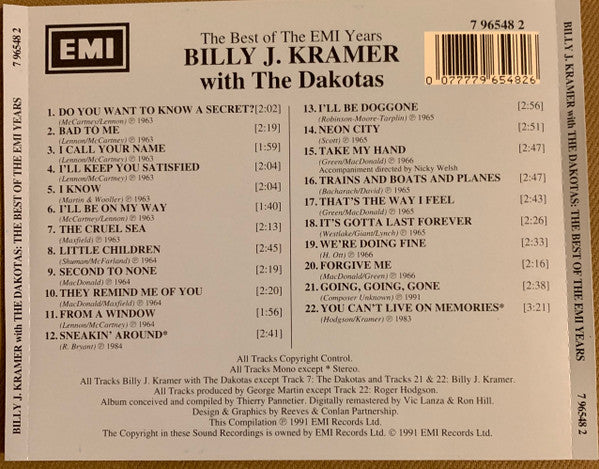 EMI
The Best of The EMI Years
BILLY J. KRAMER
with The Dakotas
7 96548 2
0 077779 654826
1. DO YOU WANT TO KNOW A SECRET? [2:02]
(McCartney/Lennon) ℗ 1963
2. BAD TO ME [2:19]
(Lennon/McCartney) ℗ 1963
3. I CALL YOUR NAME [1:59]
(Lennon/McCartney) ℗ 1963
4. I'LL KEEP YOU SATISFIED [2:04]
(Lennon/McCartney) ℗ 1963
5. I KNOW [2:04]
(Martin & Wooller) ℗ 1963
6. I'LL BE ON MY WAY [1:40]
(McCartney/Lennon) ℗ 1963
7. THE CRUEL SEA [2:13]
(Maxfield) ℗ 1963
8. LITTLE CHILDREN [2:45]
(Shuman/McFarland) ℗ 1964
9. SECOND TO NONE [2:19]
(MacDonald) ℗ 1964
10. THEY REMIND ME OF YOU [2:20]
(MacDonald/Maxfield) ℗ 1964
11. FROM A WINDOW [1:56]
(Lennon/McCartney) ℗ 1964
12. SNEAKIN' AROUND* [2:41]
(R. Bryant) ℗ 1984
13. I'LL BE DOGGONE [2:56]
(Robinson-Moore-Tarplin) ℗ 1965
14. NEON CITY [2:51]
(Scott) ℗ 1965
15. TAKE MY HAND [2:47]
(Green/MacDonald) ℗ 1966
Accompaniment directed by Nicky Welsh
16. TRAINS AND BOATS AND PLANES [2:47]
(Bacharach/David) ℗ 1965
17. THAT'S THE WAY I FEEL [2:43]
(Green/MacDonald) ℗ 1965
18. IT'S GOTTA LAST FOREVER [2:26]
(Westlake/Giant/Lynch) ℗ 1965
19. WE'RE DOING FINE [2:33]
(H. Ott) ℗ 1966
20. FORGIVE ME [2:16]
(MacDonald/Green) ℗ 1966
21. GOING, GOING, GONE [2:38]
(Composer Unknown) ℗ 1991
22. YOU CAN'T LIVE ON MEMORIES* [3:21]
(Hodgson/Kramer) ℗ 1983
All Tracks Copyright Control.
All Tracks Mono except * Stereo.
All Tracks Billy J. Kramer with The Dakotas except Track 7: The Dakotas and Tracks 21 & 22: Billy J. Kramer.
All Tracks produced by George Martin except Track 22: Roger Hodgson.
Album conceived and compiled by Thierry Pannetier. Digitally remastered by Vic Lanza & Ron Hill.
Design & Graphics by Reeves & Conlan Partnership.
This Compilation ℗ 1991 EMI Records Ltd.
The Copyright in these Sound Recordings is owned by EMI Records Ltd. © 1991 EMI Records Ltd.
BILLY J. KRAMER with THE DAKOTAS: THE BEST OF THE EMI YEARS 7 96548 2
BILLY J. KRAMER with THE DAKOTAS: THE BEST OF THE EMI YEARS 7 96548 2